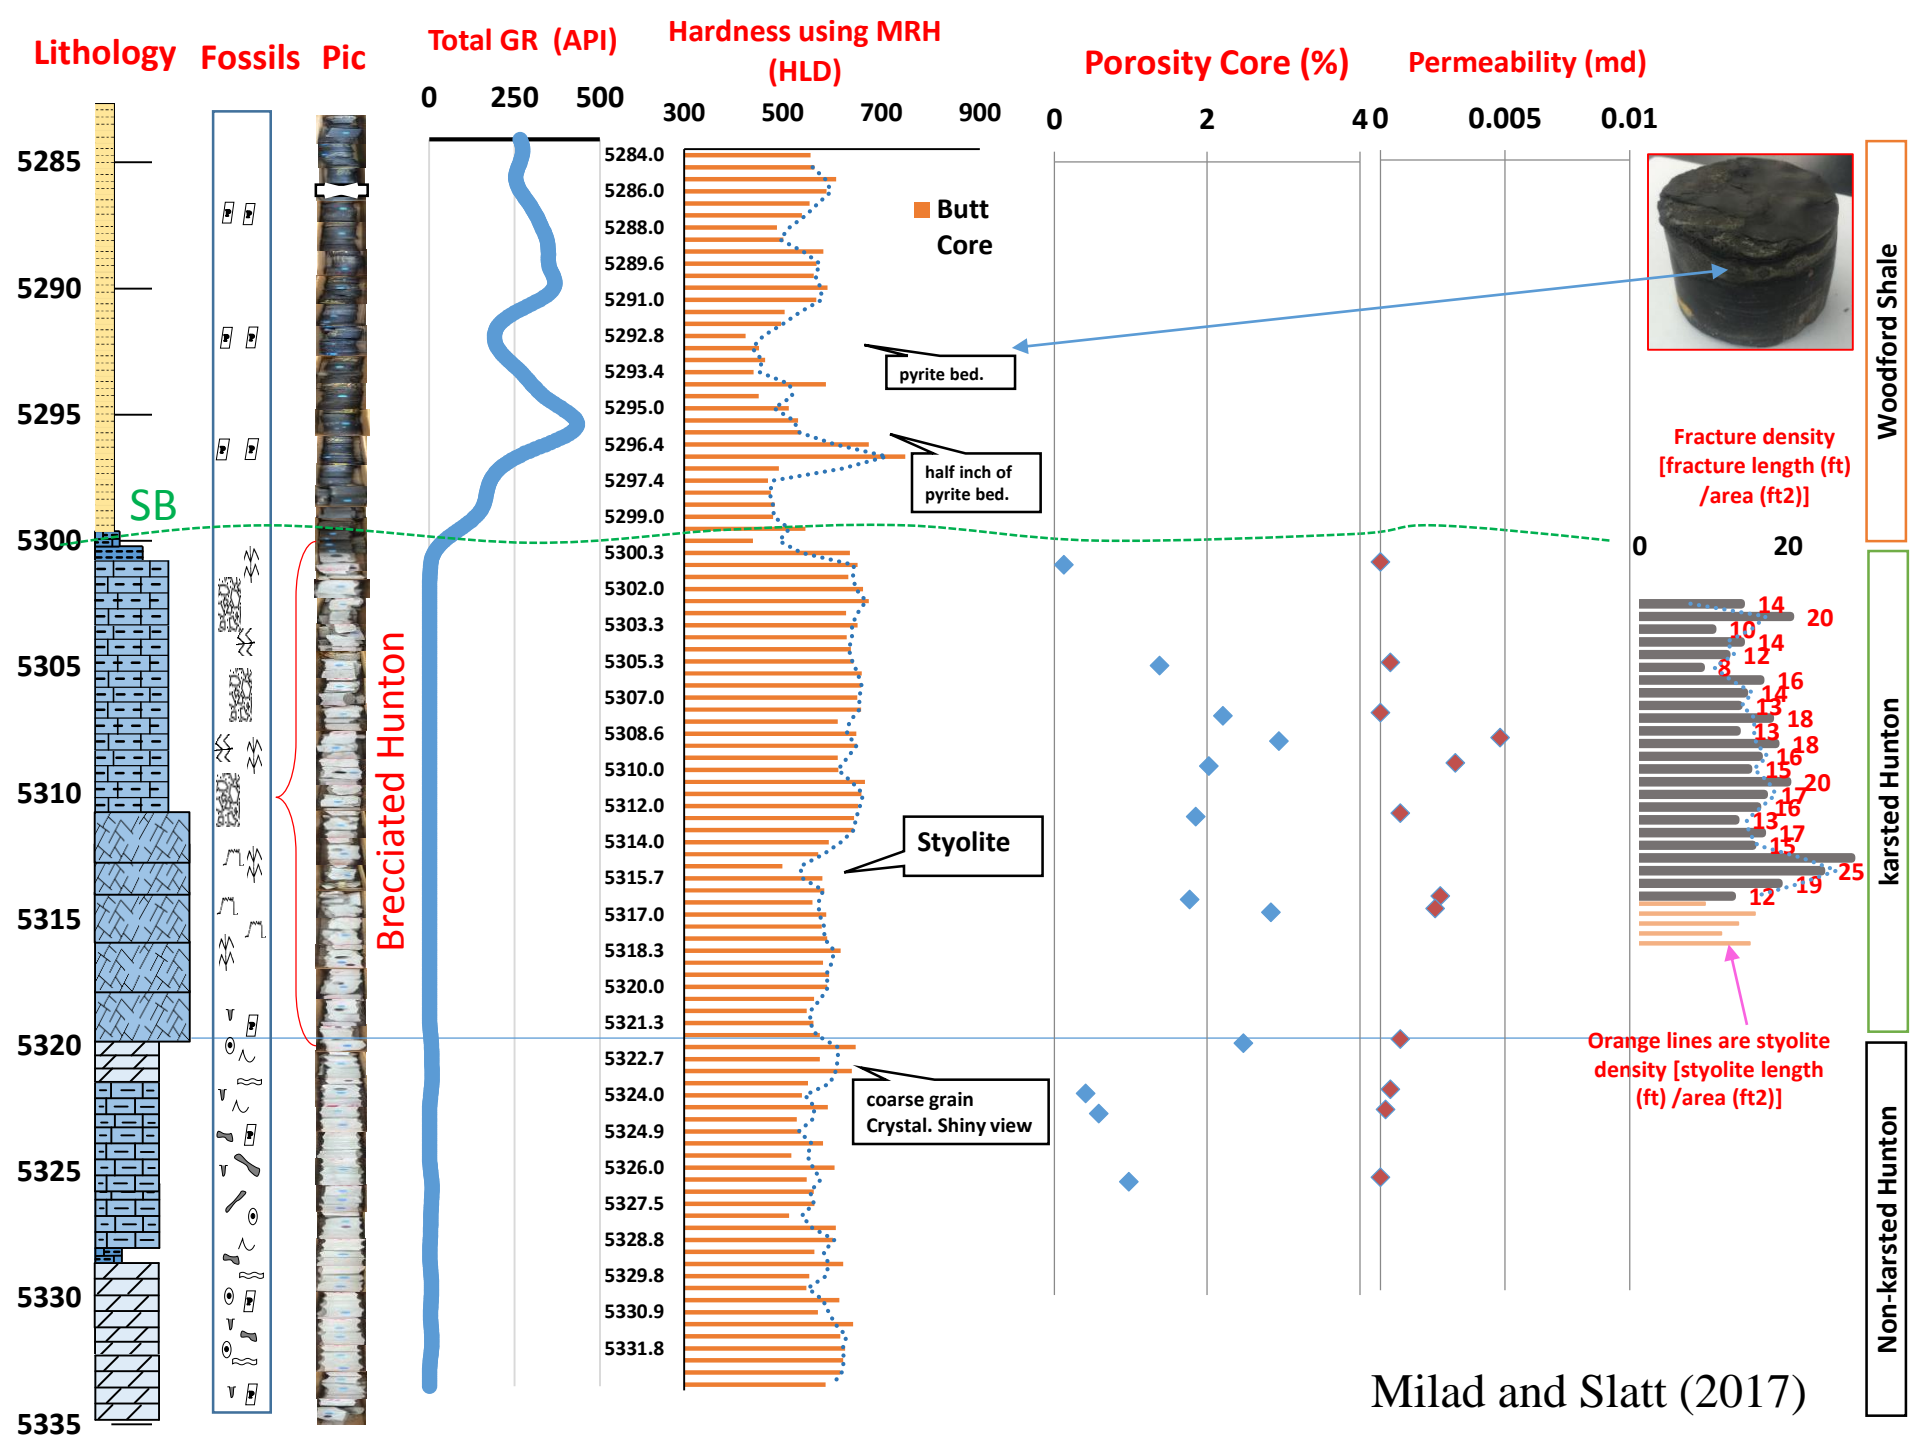 Lithology
Fossils
Pic
Total GR (API)
Hardness using MRH
(HLD)
Porosity Core (%)
Permeability (md)
0 250 500
300 500 700 900
0 2 4
0 0.005 0.01
5285
5290
5295
5300
5305
5310
5315
5320
5325
5330
5335
SB
Brecciated Hunton
5284.0
5286.0
5288.0
5289.6
5291.0
5292.8
5293.4
5295.0
5296.4
5297.4
5299.0
5300.3
5302.0
5303.3
5305.3
5307.0
5308.6
5310.0
5312.0
5314.0
5315.7
5317.0
5318.3
5320.0
5321.3
5322.7
5324.0
5324.9
5326.0
5327.5
5328.8
5329.8
5330.9
5331.8
Butt
Core
pyrite bed.
half inch of
pyrite bed.
Styolite
coarse grain
Crystal. Shiny view
Fracture density
[fracture length (ft)
/area (ft2)]
0 20
14
20
10
14
12
8
16
14
13
18
13
18
16
15
20
17
16
13
17
15
25
19
12
Orange lines are styolite
density [styolite length
(ft) /area (ft2)]
Woodford Shale
karsted Hunton
Non-karsted Hunton
Milad and Slatt (2017)